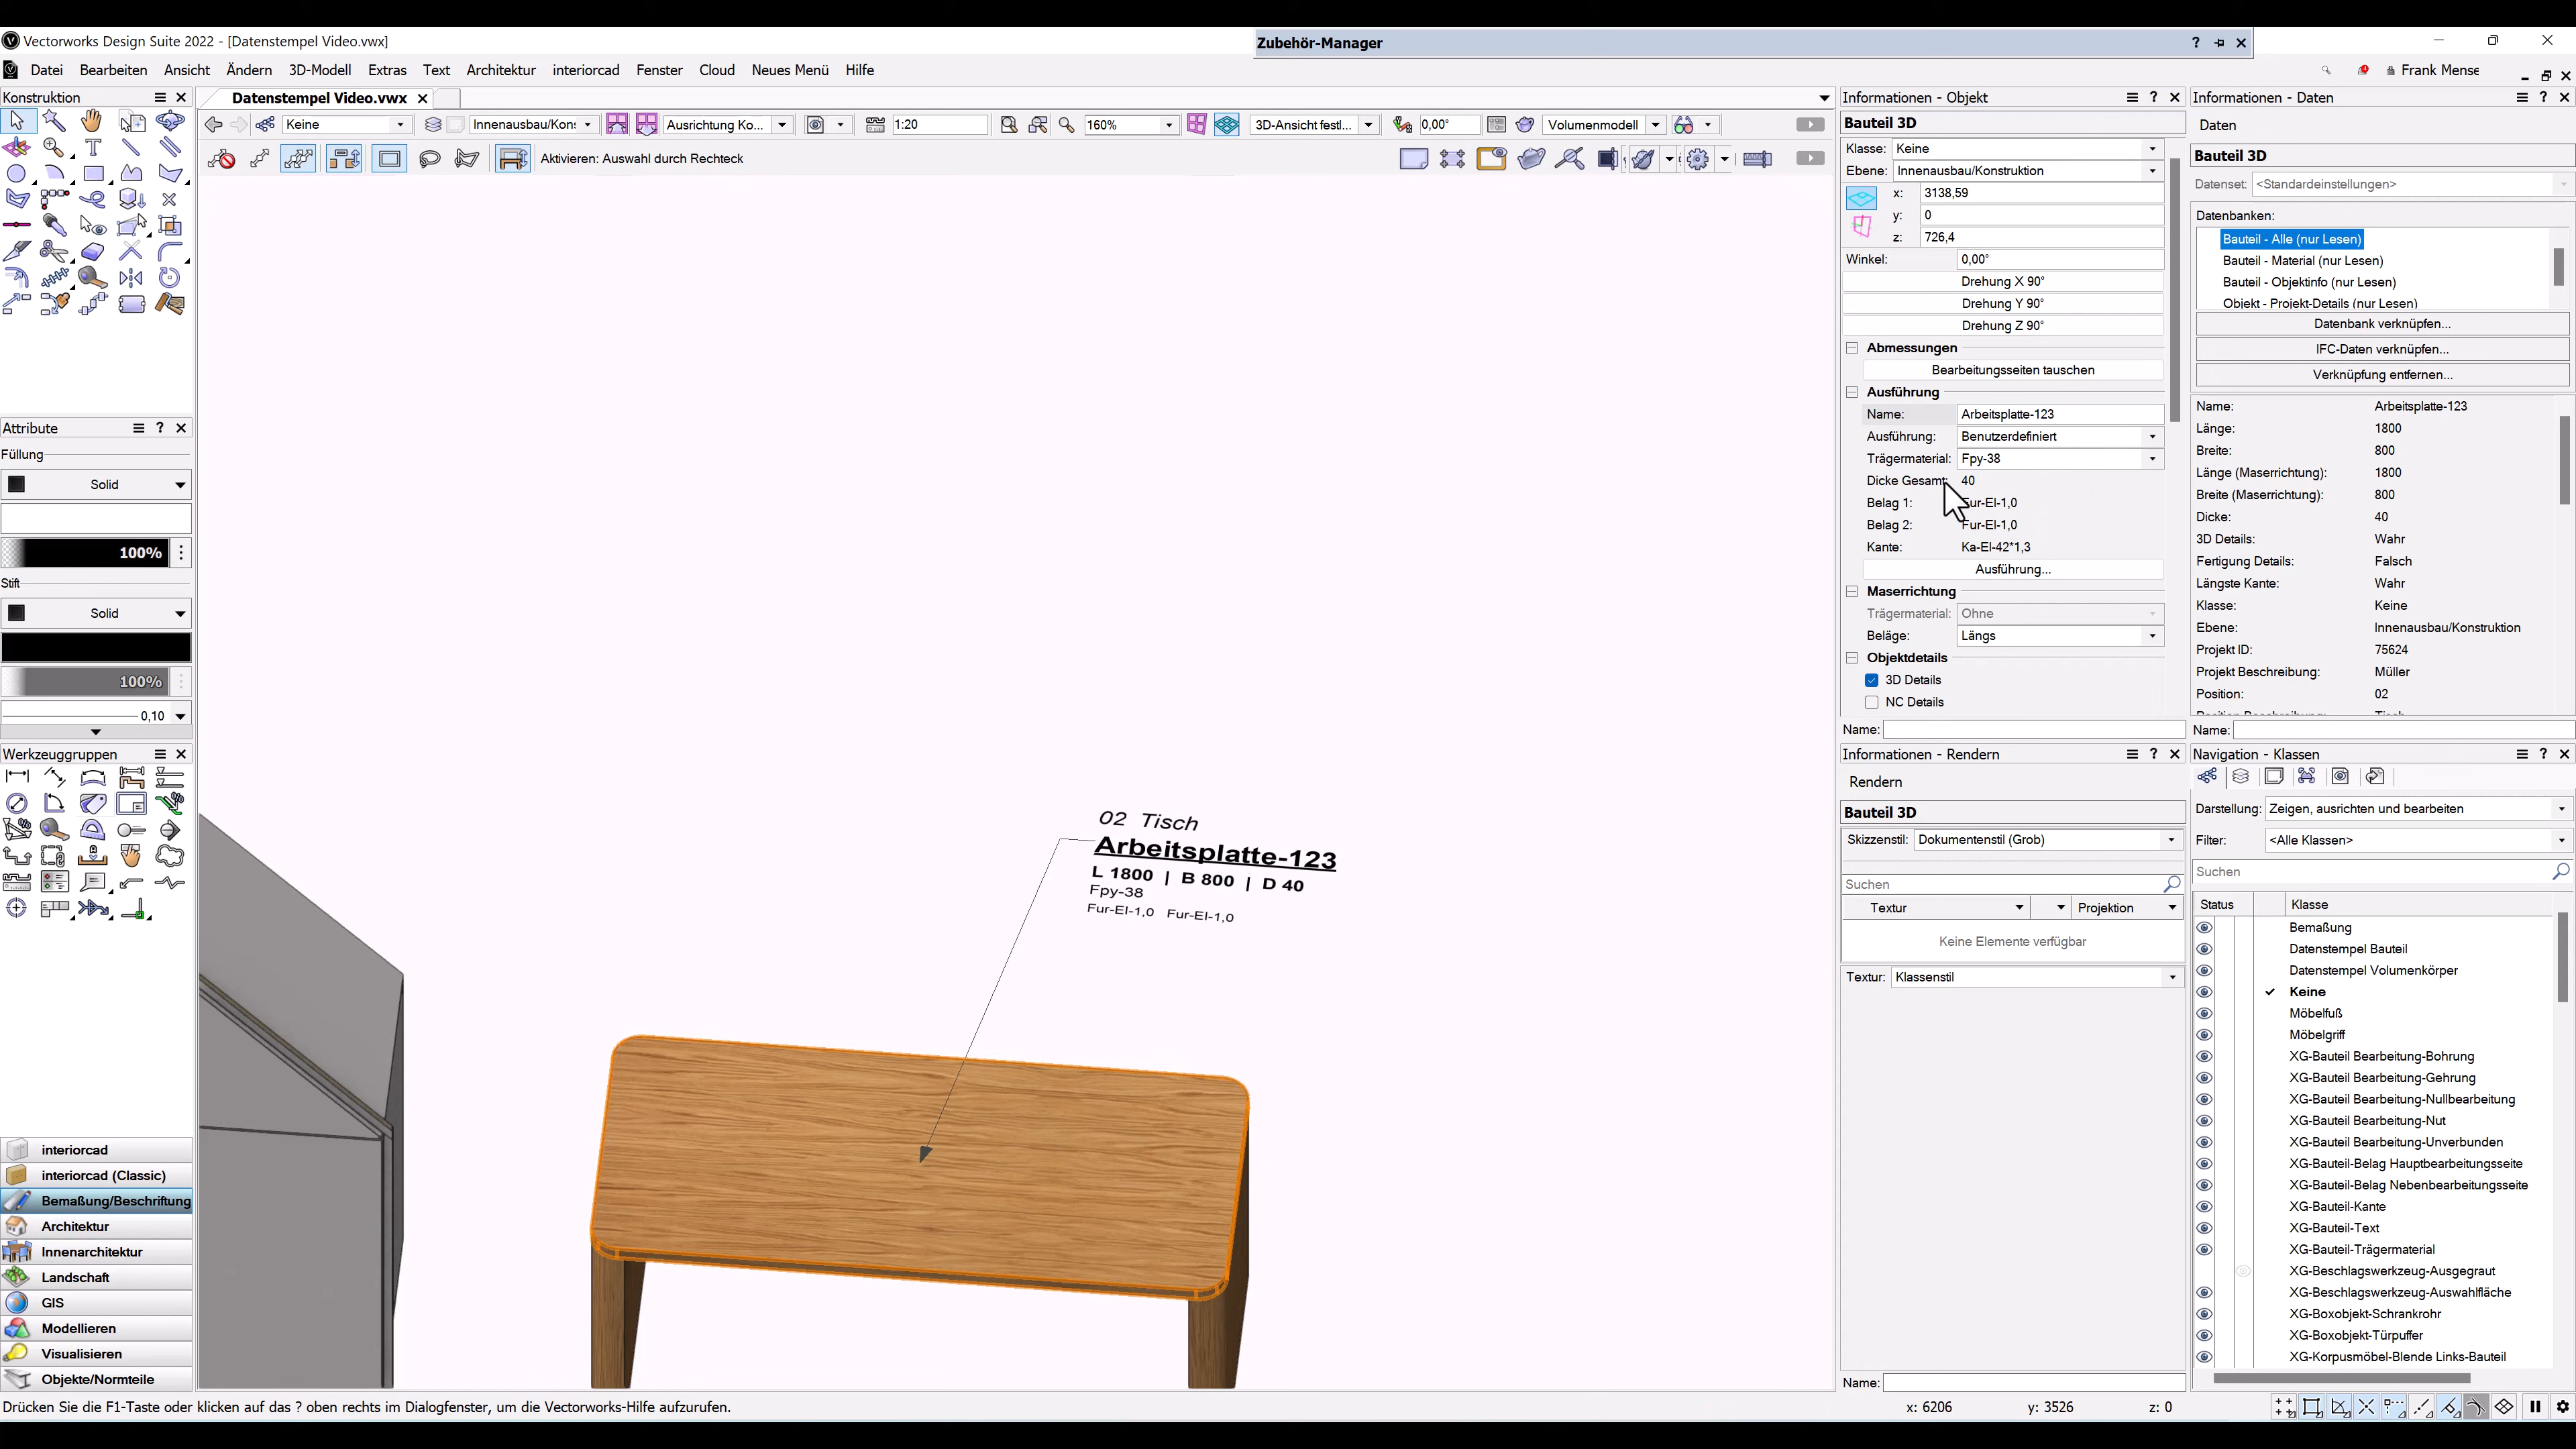 Vectorworks Design Suite 2022 - [Datenstempel Video.vwx]
Zubehör-Manager
Datei Bearbeiten Ansicht Ändern 3D-Modell Extras Text Architektur interiorcad Fenster Cloud Neues Menü Hilfe
Frank Mense
Konstruktion
Datenstempel Video.vwx
Keine
Innenausbau/Kon:
Ausrichtung Ko...
1:20
160%
3D-Ansicht festl...
0,00°
Volumenmodell
Aktivieren: Auswahl durch Rechteck
Attribute
Füllung
Solid
100%
Stift
Solid
100%
0,10
Werkzeuggruppen
interiorcad
interiorcad (Classic)
Bemaßung/Beschriftung
Architektur
Innenarchitektur
Landschaft
GIS
Modellieren
Visualisieren
Objekte/Normteile
02 Tisch
Arbeitsplatte-123
L 1800 | B 800 | D 40
Fpy-38
Fur-EI-1,0 Fur-EI-1,0
Informationen - Objekt
Bauteil 3D
Klasse: Keine
Ebene: Innenausbau/Konstruktion
x: 3138,59
y: 0
z: 726,4
Winkel: 0,00°
Drehung X 90°
Drehung Y 90°
Drehung Z 90°
Abmessungen
Bearbeitungsseiten tauschen
Ausführung
Name: Arbeitsplatte-123
Ausführung: Benutzerdefiniert
Trägermaterial: Fpy-38
Dicke Gesamt: 40
Belag 1: Fur-EI-1,0
Belag 2: Fur-EI-1,0
Kante: Ka-EI-42*1,3
Ausführung...
Maserrichtung
Trägermaterial: Ohne
Beläge: Längs
Objektdetails
3D Details
NC Details
Name:
Informationen - Rendern
Rendern
Bauteil 3D
Skizzenstil: Dokumentenstil (Grob)
Suchen
Textur Projektion
Keine Elemente verfügbar
Textur: Klassenstil
Name:
Informationen - Daten
Daten
Bauteil 3D
Datenset: <Standardeinstellungen>
Datenbanken:
Bauteil - Alle (nur Lesen)
Bauteil - Material (nur Lesen)
Bauteil - Objektinfo (nur Lesen)
Objekt - Projekt-Details (nur Lesen)
Datenbank verknüpfen...
IFC-Daten verknüpfen...
Verknüpfung entfernen...
Name: Arbeitsplatte-123
Länge: 1800
Breite: 800
Länge (Maserrichtung): 1800
Breite (Maserrichtung): 800
Dicke: 40
3D Details: Wahr
Fertigung Details: Falsch
Längste Kante: Wahr
Klasse: Keine
Ebene: Innenausbau/Konstruktion
Projekt ID: 75624
Projekt Beschreibung: Müller
Position: 02
Position Beschreibung: Tisch
Name:
Navigation - Klassen
Darstellung: Zeigen, ausrichten und bearbeiten
Filter: <Alle Klassen>
Suchen
Status Klasse
Bemaßung
Datenstempel Bauteil
Datenstempel Volumenkörper
Keine
Möbelfuß
Möbelgriff
XG-Bauteil Bearbeitung-Bohrung
XG-Bauteil Bearbeitung-Gehrung
XG-Bauteil Bearbeitung-Nullbearbeitung
XG-Bauteil Bearbeitung-Nut
XG-Bauteil Bearbeitung-Unverbunden
XG-Bauteil-Belag Hauptbearbeitungsseite
XG-Bauteil-Belag Nebenbearbeitungsseite
XG-Bauteil-Kante
XG-Bauteil-Text
XG-Bauteil-Trägermaterial
XG-Beschlagswerkzeug-Ausgegraut
XG-Beschlagswerkzeug-Auswahlfläche
XG-Boxobjekt-Schrankrohr
XG-Boxobjekt-Türpuffer
XG-Korpusmöbel-Blende Links-Bauteil
Drücken Sie die F1-Taste oder klicken auf das ? oben rechts im Dialogfenster, um die Vectorworks-Hilfe aufzurufen.
x: 6206 y: 3526 z: 0